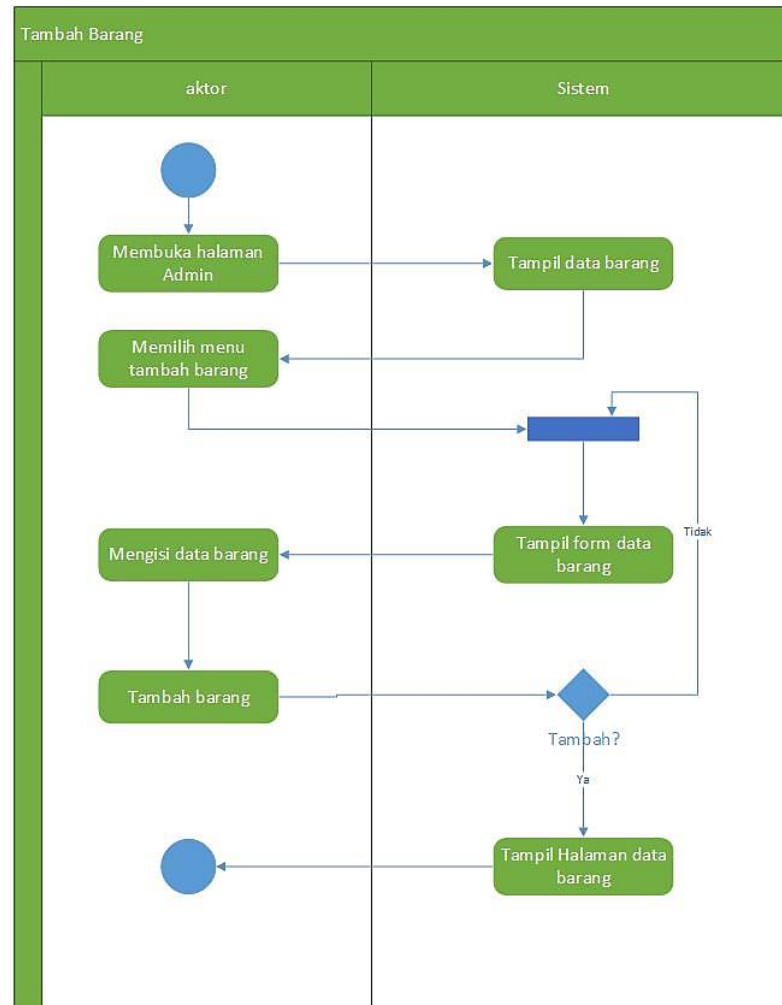 Tambah Barang
aktor
Sistem
Membuka halaman
Admin
Tampil data barang
Memilih menu
tambah barang
Tampil form data
barang
Tidak
Mengisi data barang
Tambah barang
Tambah?
Ya
Tampil Halaman data
barang